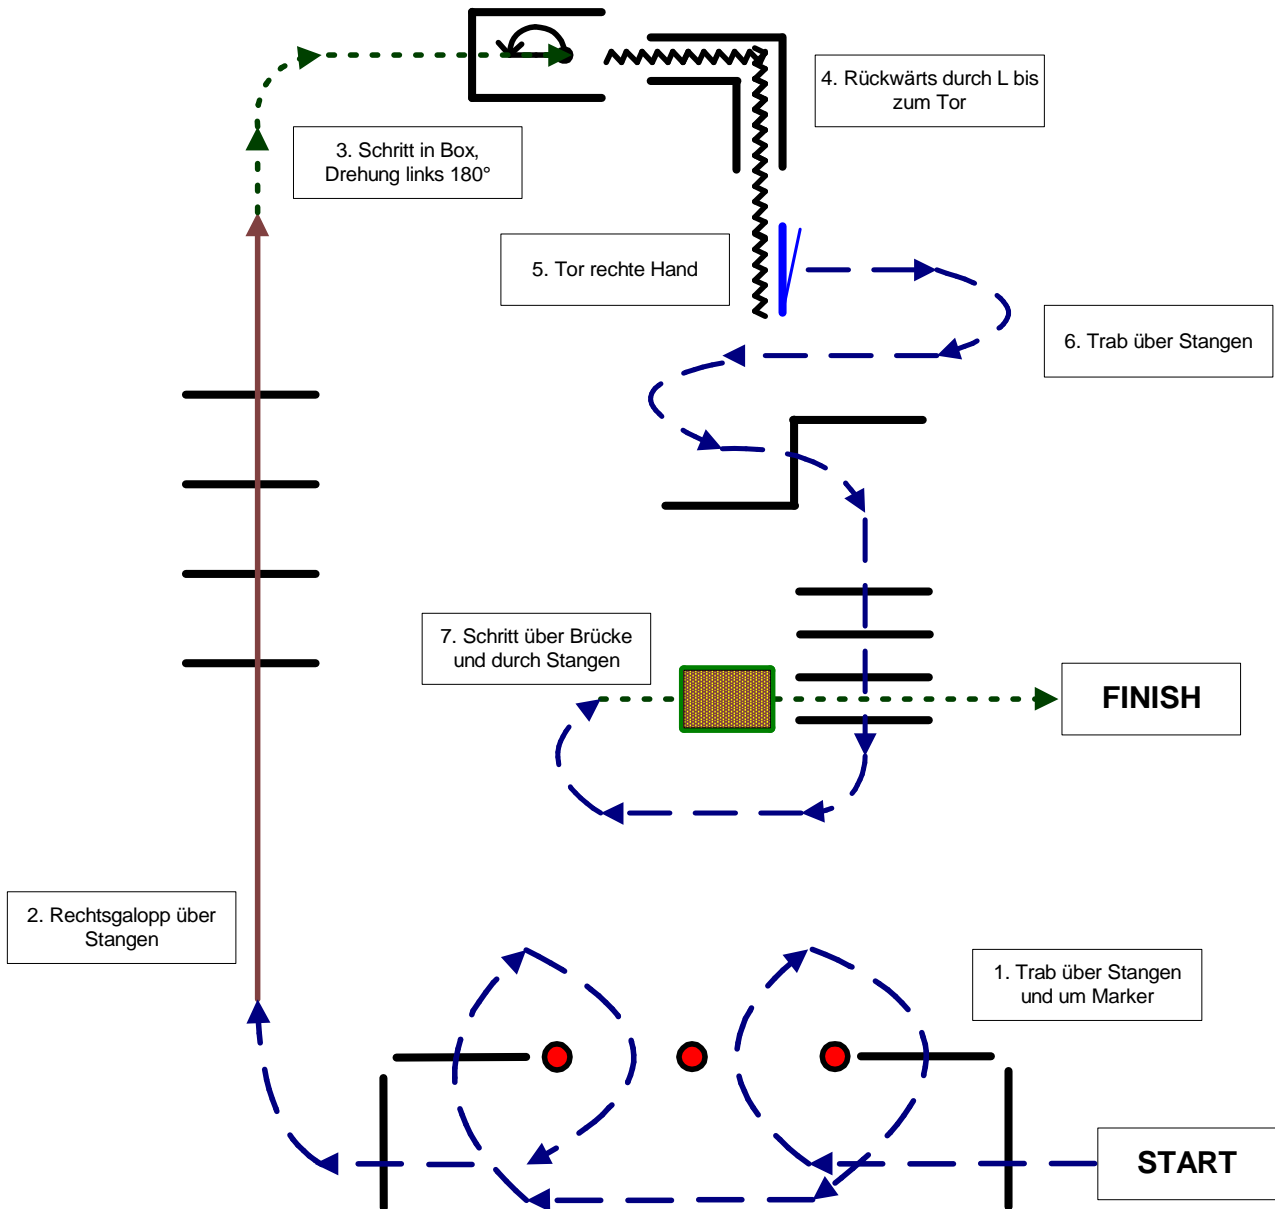 4. Rückwärts durch L bis
zum Tor
3. Schritt in Box,
Drehung links 180°
5. Tor rechte Hand
6. Trab über Stangen
7. Schritt über Brücke
und durch Stangen
FINISH
2. Rechtsgalopp über
Stangen
1. Trab über Stangen
und um Marker
START